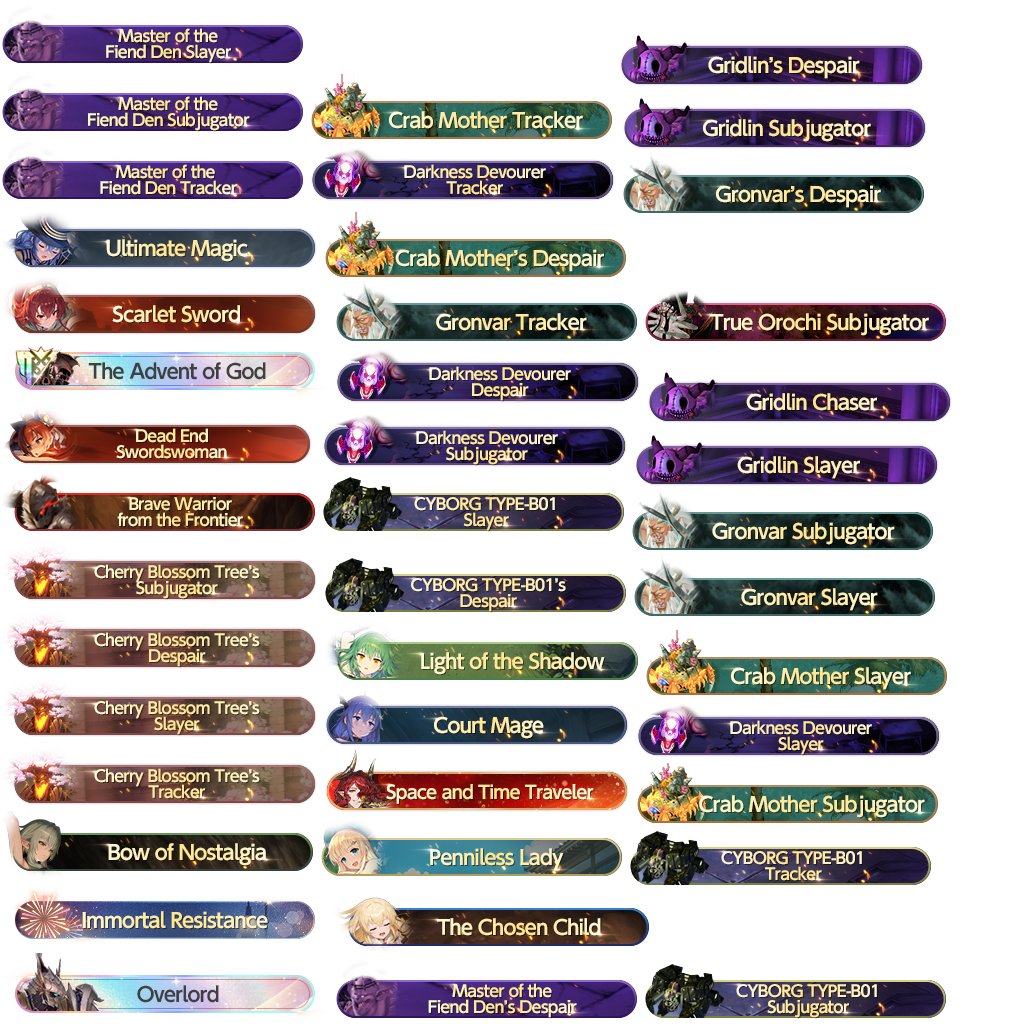 Master of the
Fiend Den Slayer
Master of the
Fiend Den Subjugator
Master of the
Fiend Den Tracker
Ultimate Magic
Scarlet Sword
The Advent of God
Dead End
Swordswoman
Brave Warrior
from the Frontier
Cherry Blossom Tree's
Subjugator
Cherry Blossom Tree's
Despair
Cherry Blossom Tree's
Slayer
Cherry Blossom Tree's
Tracker
Bow of Nostalgia
Immortal Resistance
Overlord
Crab Mother Tracker
Darkness Devourer
Tracker
Crab Mother's Despair
Gronvar Tracker
Darkness Devourer
Despair
Darkness Devourer
Subjugator
CYBORG TYPE-B01
Slayer
CYBORG TYPE-B01's
Despair
Light of the Shadow
Court Mage
Space and Time Traveler
Penniless Lady
The Chosen Child
Master of the
Fiend Den's Despair
Gridlin's Despair
Gridlin Subjugator
Gronvar's Despair
True Orochi Subjugator
Gridlin Chaser
Gridlin Slayer
Gronvar Subjugator
Gronvar Slayer
Crab Mother Slayer
Darkness Devourer
Slayer
Crab Mother Subjugator
CYBORG TYPE-B01
Tracker
CYBORG TYPE-B01
Subjugator